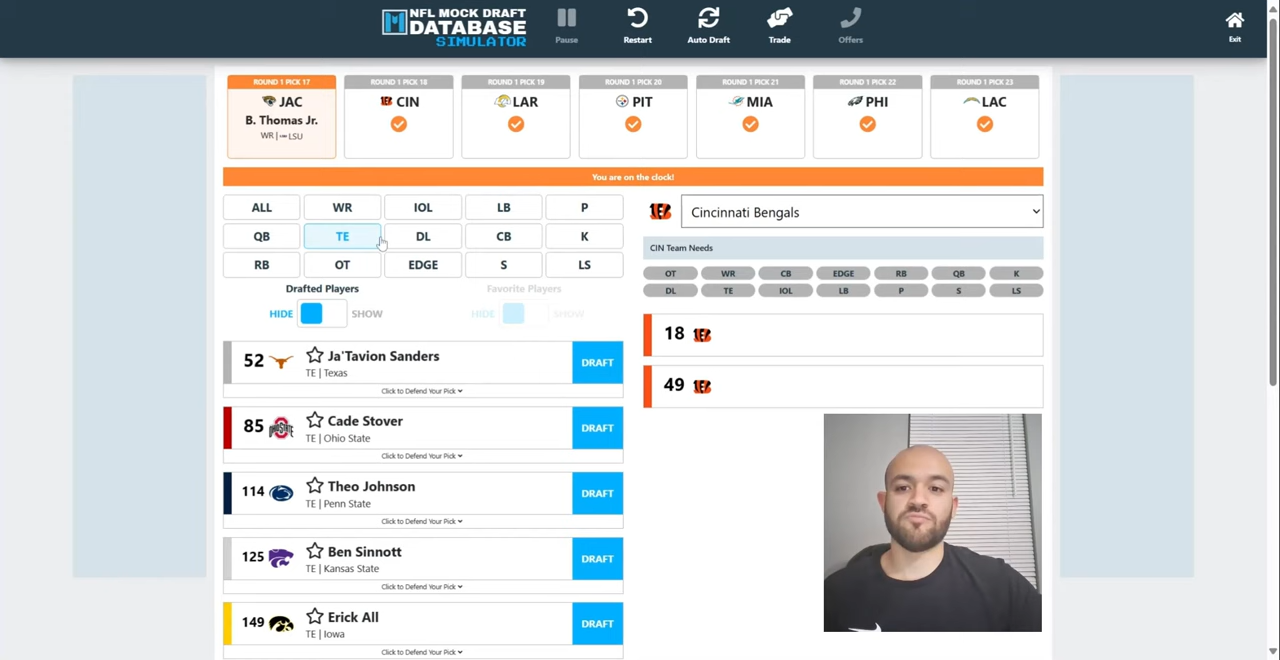 NFL MOCK DRAFT
DATABASE
SIMULATOR
Pause
Restart
Auto Draft
Trade
Offers
Exit
ROUND 1 PICK 17
JAC
B. Thomas Jr.
WR | LSU LSU
ROUND 1 PICK 18
CIN
ROUND 1 PICK 19
LAR
ROUND 1 PICK 20
PIT
ROUND 1 PICK 21
MIA
ROUND 1 PICK 22
PHI
ROUND 1 PICK 23
LAC
You are on the clock!
ALL WR IOL LB P
QB TE DL CB K
RB OT EDGE S LS
Drafted Players
HIDE SHOW
Favorite Players
HIDE SHOW
52 Ja'Tavion Sanders DRAFT
TE | Texas
Click to Defend Your Pick
85 OHIO STATE Cade Stover DRAFT
TE | Ohio State
Click to Defend Your Pick
114 Theo Johnson DRAFT
TE | Penn State
Click to Defend Your Pick
125 Ben Sinnott DRAFT
TE | Kansas State
Click to Defend Your Pick
149 Erick All DRAFT
TE | Iowa
Click to Defend Your Pick
Cincinnati Bengals
CIN Team Needs
OT WR CB EDGE RB QB K
DL TE IOL LB P S LS
18
49